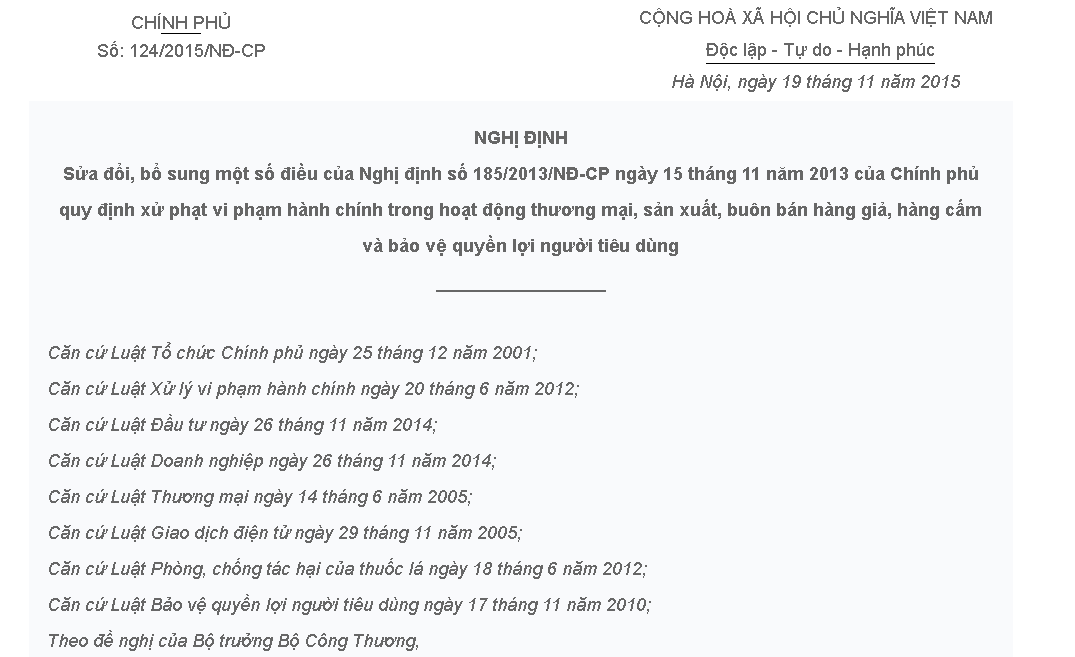 CHÍNH PHỦ
Số: 124/2015/NĐ-CP
CỘNG HOÀ XÃ HỘI CHỦ NGHĨA VIỆT NAM
Độc lập - Tự do - Hạnh phúc
Hà Nội, ngày 19 tháng 11 năm 2015
NGHỊ ĐỊNH
Sửa đổi, bổ sung một số điều của Nghị định số 185/2013/NĐ-CP ngày 15 tháng 11 năm 2013 của Chính phủ
quy định xử phạt vi phạm hành chính trong hoạt động thương mại, sản xuất, buôn bán hàng giả, hàng cấm
và bảo vệ quyền lợi người tiêu dùng
Căn cứ Luật Tổ chức Chính phủ ngày 25 tháng 12 năm 2001;
Căn cứ Luật Xử lý vi phạm hành chính ngày 20 tháng 6 năm 2012;
Căn cứ Luật Đầu tư ngày 26 tháng 11 năm 2014;
Căn cứ Luật Doanh nghiệp ngày 26 tháng 11 năm 2014;
Căn cứ Luật Thương mại ngày 14 tháng 6 năm 2005;
Căn cứ Luật Giao dịch điện tử ngày 29 tháng 11 năm 2005;
Căn cứ Luật Phòng, chống tác hại của thuốc lá ngày 18 tháng 6 năm 2012;
Căn cứ Luật Bảo vệ quyền lợi người tiêu dùng ngày 17 tháng 11 năm 2010;
Theo đề nghị của Bộ trưởng Bộ Công Thương,